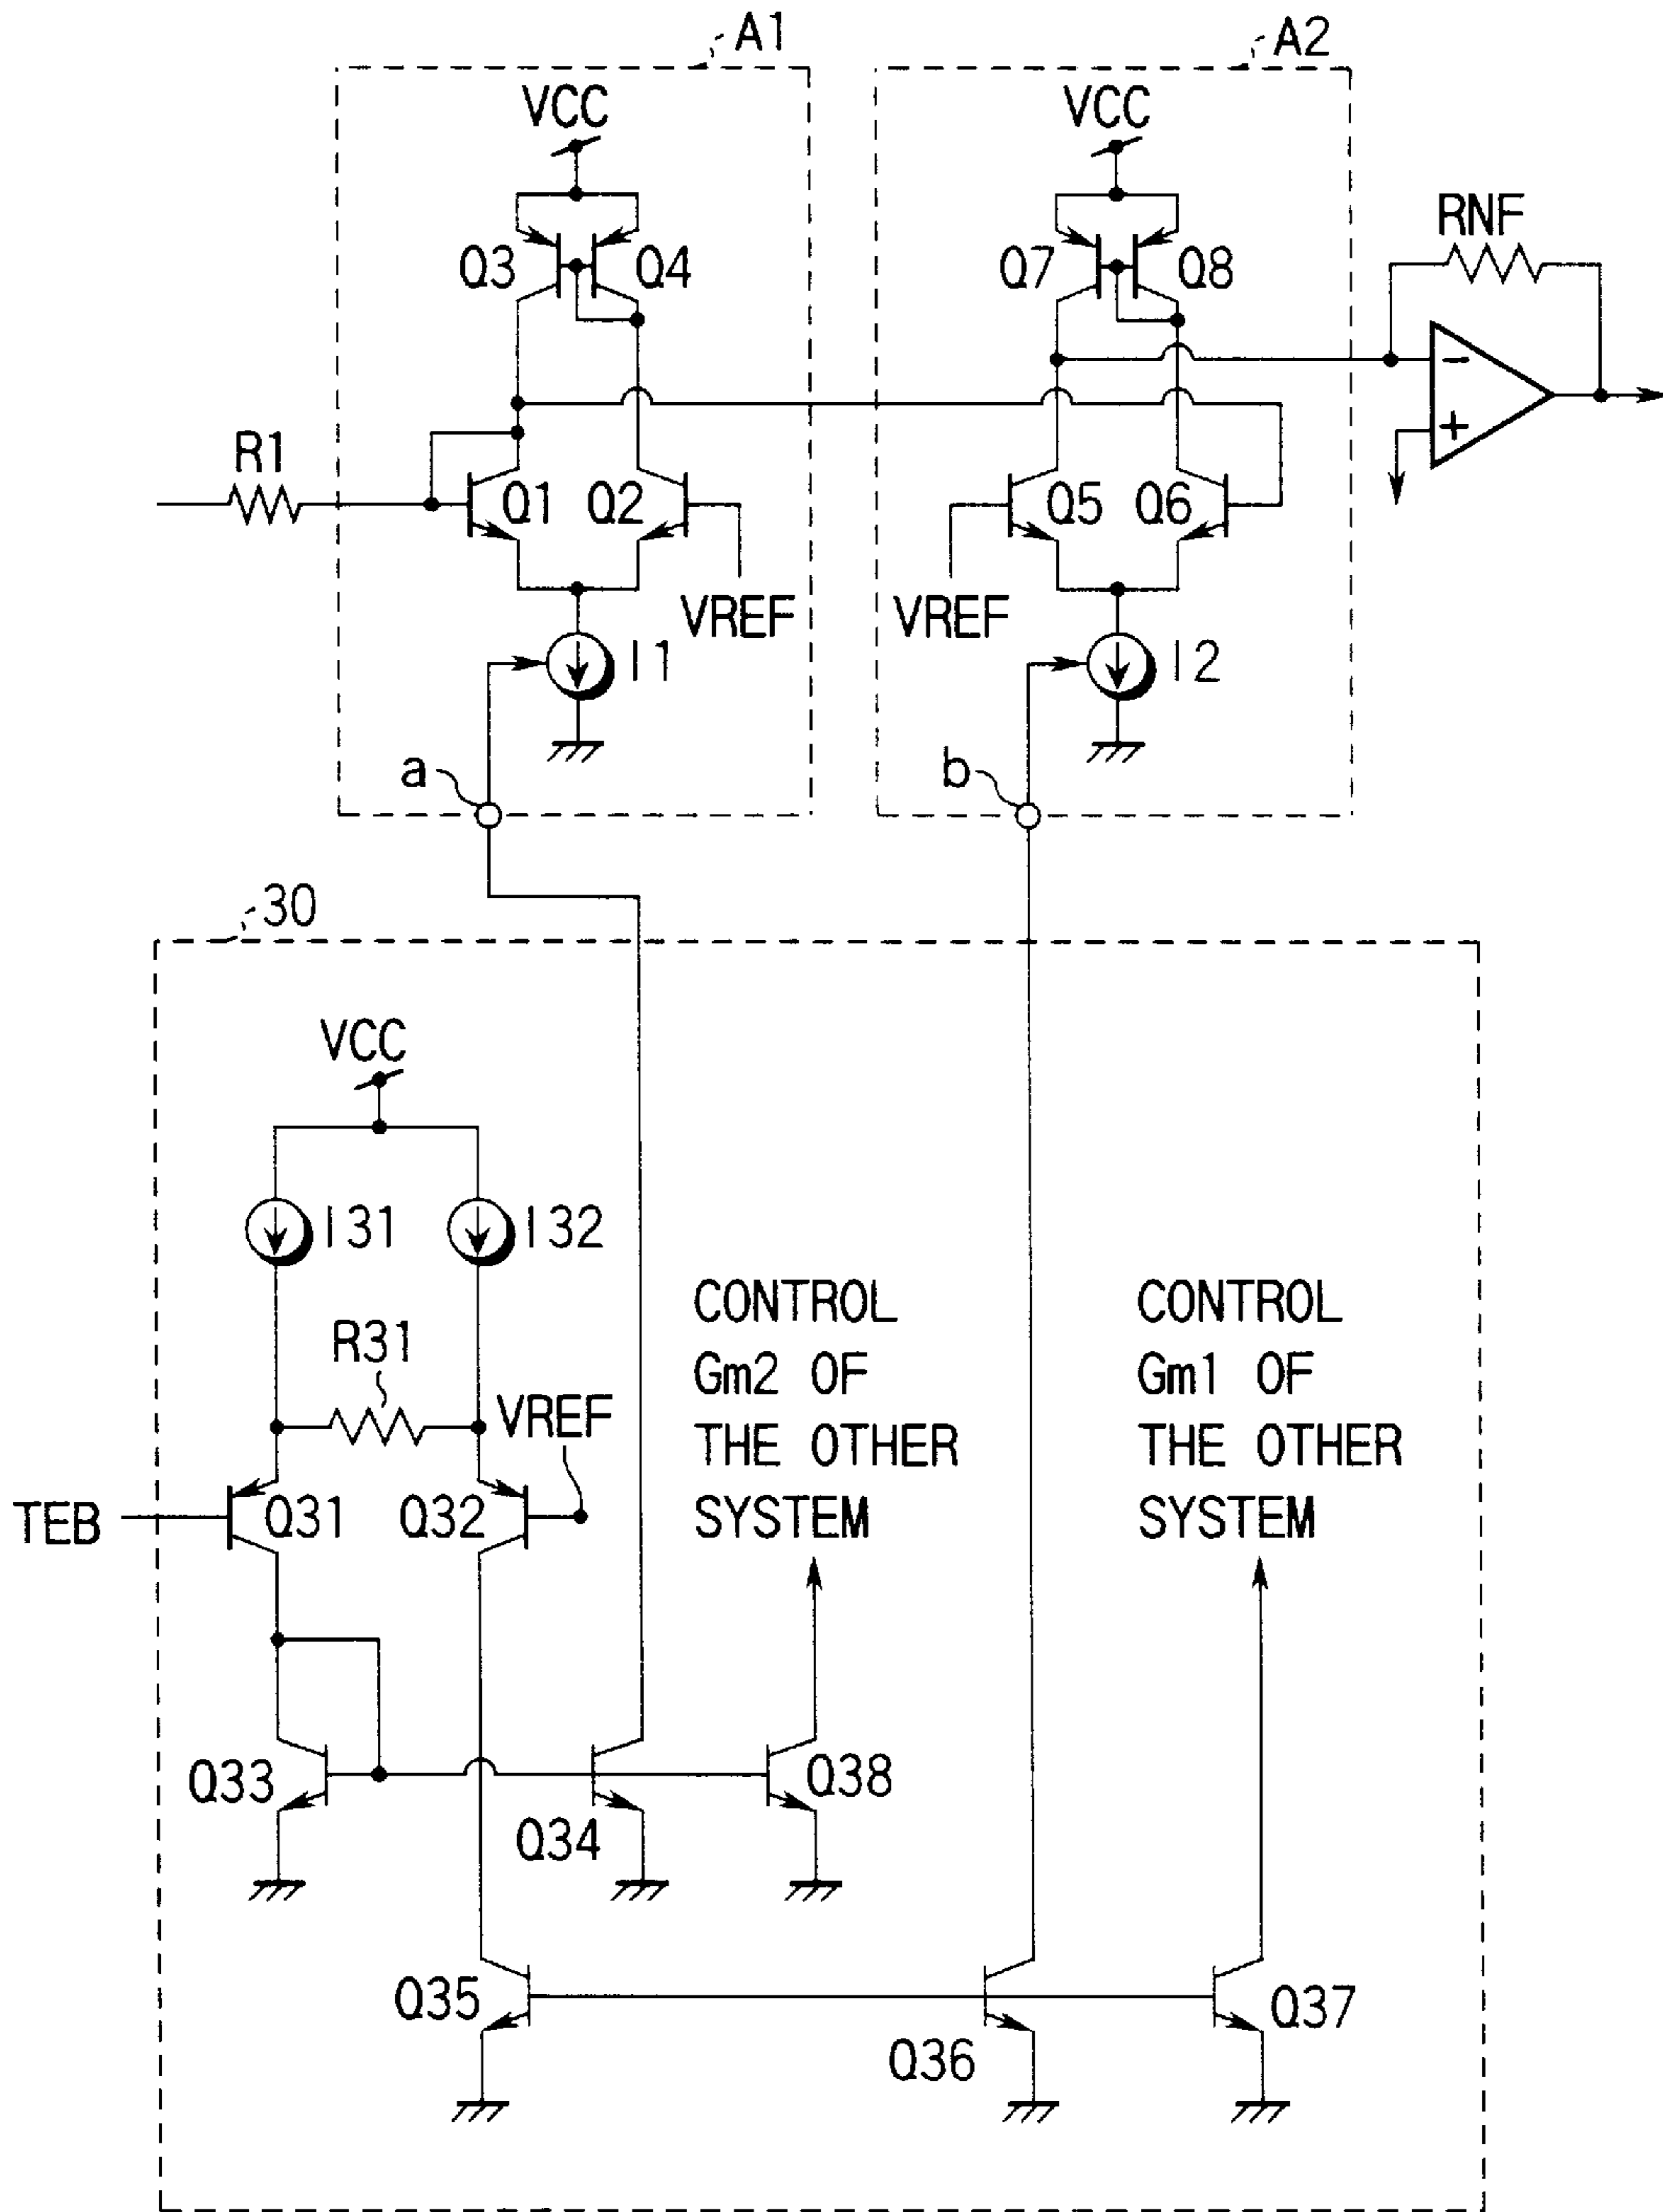 A1
A2
VCC
VCC
RNF
Q3
Q4
Q7
Q8
−
+
R1
Q1
Q2
Q5
Q6
VREF
VREF
I1
I2
a
b
30
VCC
I31
I32
CONTROL
Gm2 OF
THE OTHER
SYSTEM
CONTROL
Gm1 OF
THE OTHER
SYSTEM
R31
VREF
TEB
Q31
Q32
Q33
Q34
Q38
Q35
Q36
Q37